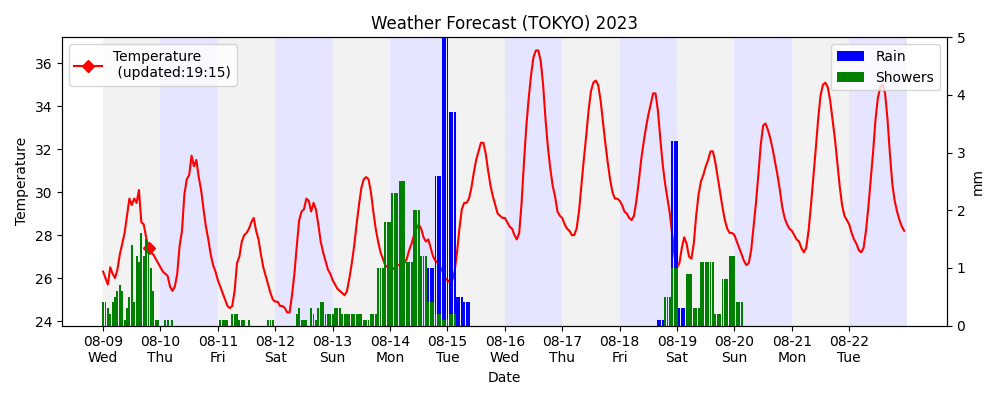 Weather Forecast (TOKYO) 2023
Temperature
(updated:19:15)
Rain
Showers
Temperature
36
34
32
30
28
26
24
5
4
3
2
1
0
mm
08-09 08-10 08-11 08-12 08-13 08-14 08-15 08-16 08-17 08-18 08-19 08-20 08-21 08-22
Wed Thu Fri Sat Sun Mon Tue Wed Thu Fri Sat Sun Mon Tue
Date